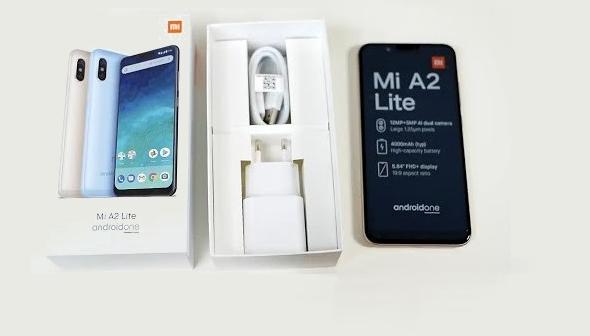 mi
Mi A2 Lite
androidone
mi
Mi A2
Lite
12MP+5MP AI dual camera
Large 1.25μm pixels
4000mAh (typ)
High-capacity battery
5.84" FHD+ display
19:9 aspect ratio
androidone